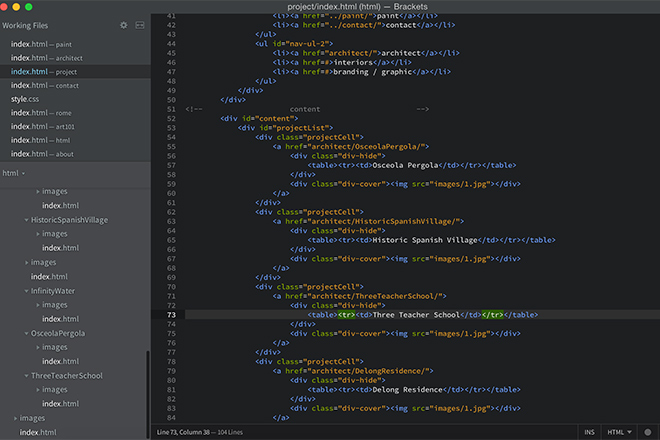 project/index.html (html) — Brackets
Working Files
index.html — paint
index.html — architect
index.html — project
index.html — contact
style.css
index.html — rome
index.html — art101
index.html — html
index.html — about
html
images
index.html
HistoricSpanishVillage
images
index.html
images
index.html
InfinityWater
images
index.html
OsceolaPergola
images
index.html
ThreeTeacherSchool
images
index.html
images
index.html
41 <li><a href="../paint/">paint</a></li>
42 <li><a href="../contact/">contact</a></li>
43 </ul>
44 <ul id="nav-ul-2">
45 <li><a href="architect/">architect</a></li>
46 <li><a href=#>interiors</a></li>
47 <li><a href=#>branding / graphic</a></li>
48 </ul>
49 </div>
50 </div>
51 <!-- content -->
52 <div id="content">
53 <div id="projectList">
54 <div class="projectCell">
55 <a href="architect/OsceolaPergola/">
56 <div class="div-hide">
57 <table><tr><td>Osceola Pergola</td></tr></table>
58 </div>
59 <div class="div-cover"><img src="images/1.jpg"></div>
60 </a>
61 </div>
62 <div class="projectCell">
63 <a href="architect/HistoricSpanishVillage/">
64 <div class="div-hide">
65 <table><tr><td>Historic Spanish Village</td></tr></table>
66 </div>
67 <div class="div-cover"><img src="images/1.jpg"></div>
68 </a>
69 </div>
70 <div class="projectCell">
71 <a href="architect/ThreeTeacherSchool/">
72 <div class="div-hide">
73 <table><tr><td>Three Teacher School</td></tr></table>
74 </div>
75 <div class="div-cover"><img src="images/1.jpg"></div>
76 </a>
77 </div>
78 <div class="projectCell">
79 <a href="architect/DelongResidence/">
80 <div class="div-hide">
81 <table><tr><td>Delong Residence</td></tr></table>
82 </div>
83 <div class="div-cover"><img src="images/1.jpg"></div>
84 </a>
Line 73, Column 38 — 104 Lines
INS
HTML